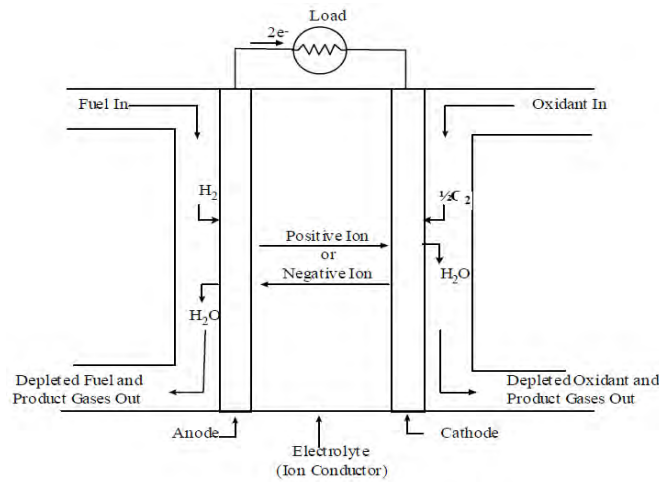 Load
2e-
Fuel In
Oxidant In
H₂
½O₂
Positive Ion
or
Negative Ion
H₂O
H₂O
Depleted Fuel and
Product Gases Out
Depleted Oxidant and
Product Gases Out
Anode
Cathode
Electrolyte
(Ion Conductor)